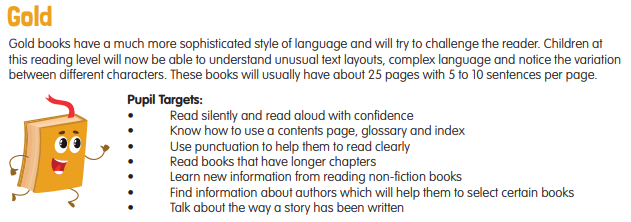 Gold
Gold books have a much more sophisticated style of language and will try to challenge the reader. Children at
this reading level will now be able to understand unusual text layouts, complex language and notice the variation
between different characters. These books will usually have about 25 pages with 5 to 10 sentences per page.
Pupil Targets:
• Read silently and read aloud with confidence
• Know how to use a contents page, glossary and index
• Use punctuation to help them to read clearly
• Read books that have longer chapters
• Learn new information from reading non-fiction books
• Find information about authors which will help them to select certain books
• Talk about the way a story has been written